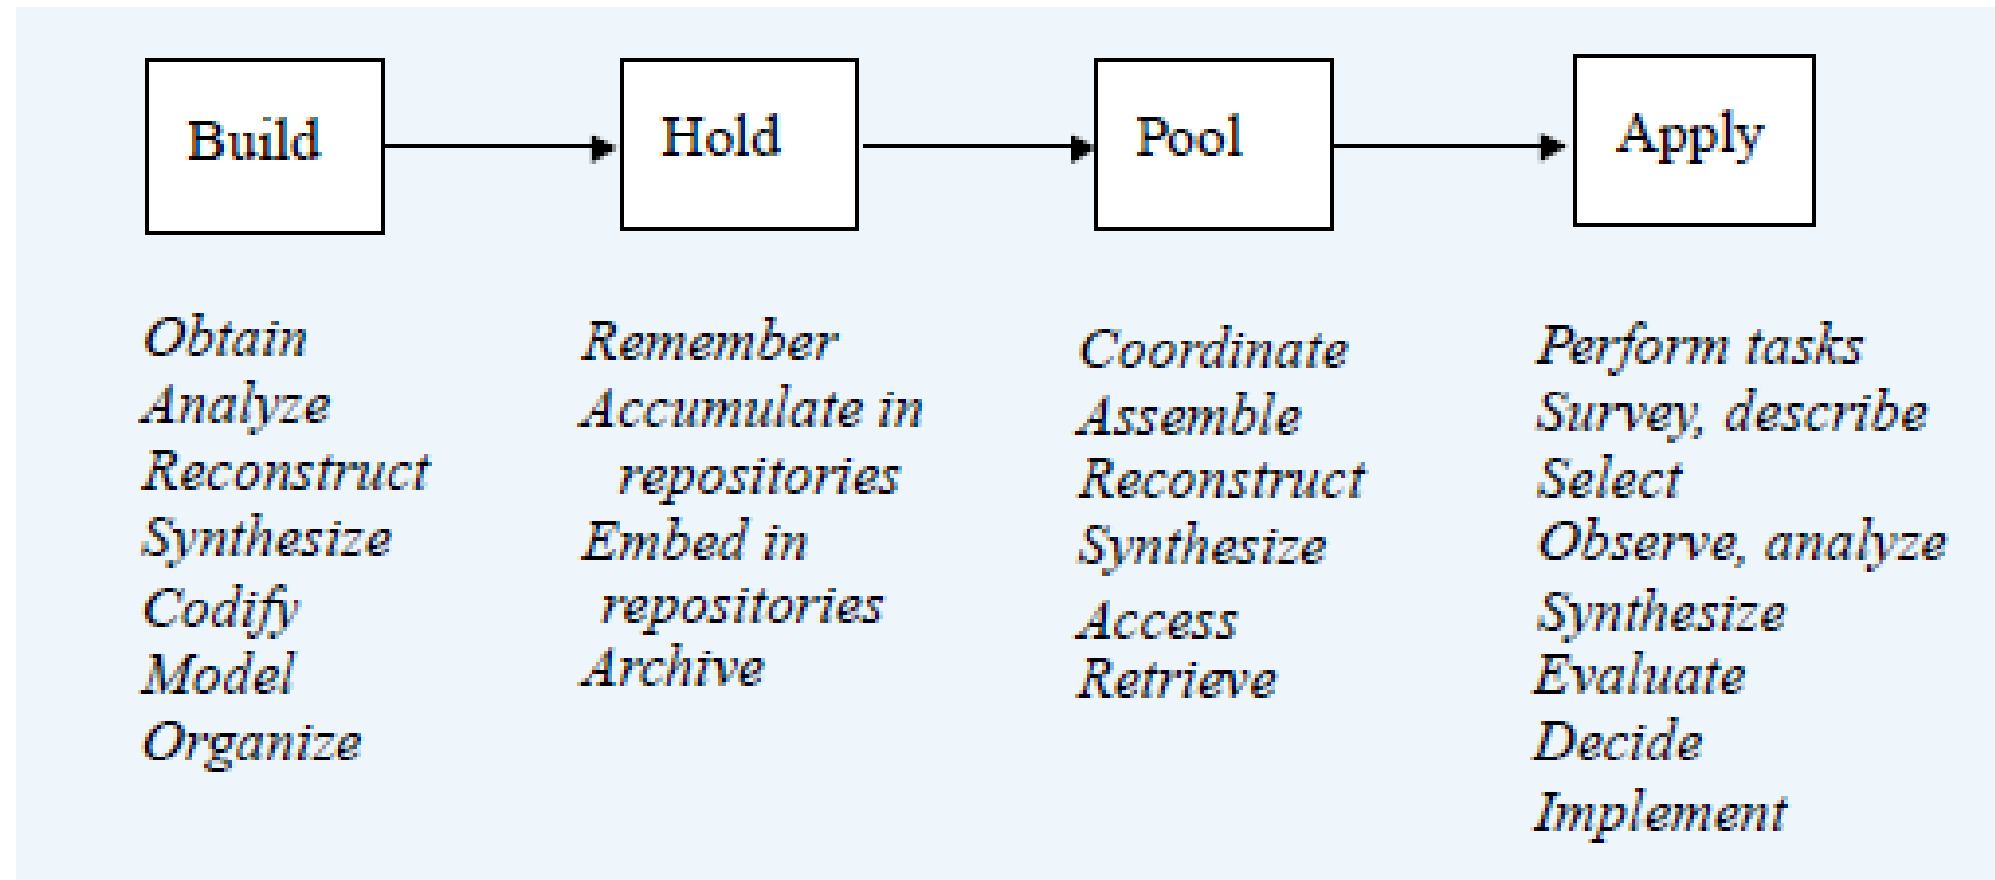 Build
Hold
Pool
Apply
Obtain
Analyze
Reconstruct
Synthesize
Codify
Model
Organize
Remember
Accumulate in
repositories
Embed in
repositories
Archive
Coordinate
Assemble
Reconstruct
Synthesize
Access
Retrieve
Perform tasks
Survey, describe
Select
Observe, analyze
Synthesize
Evaluate
Decide
Implement